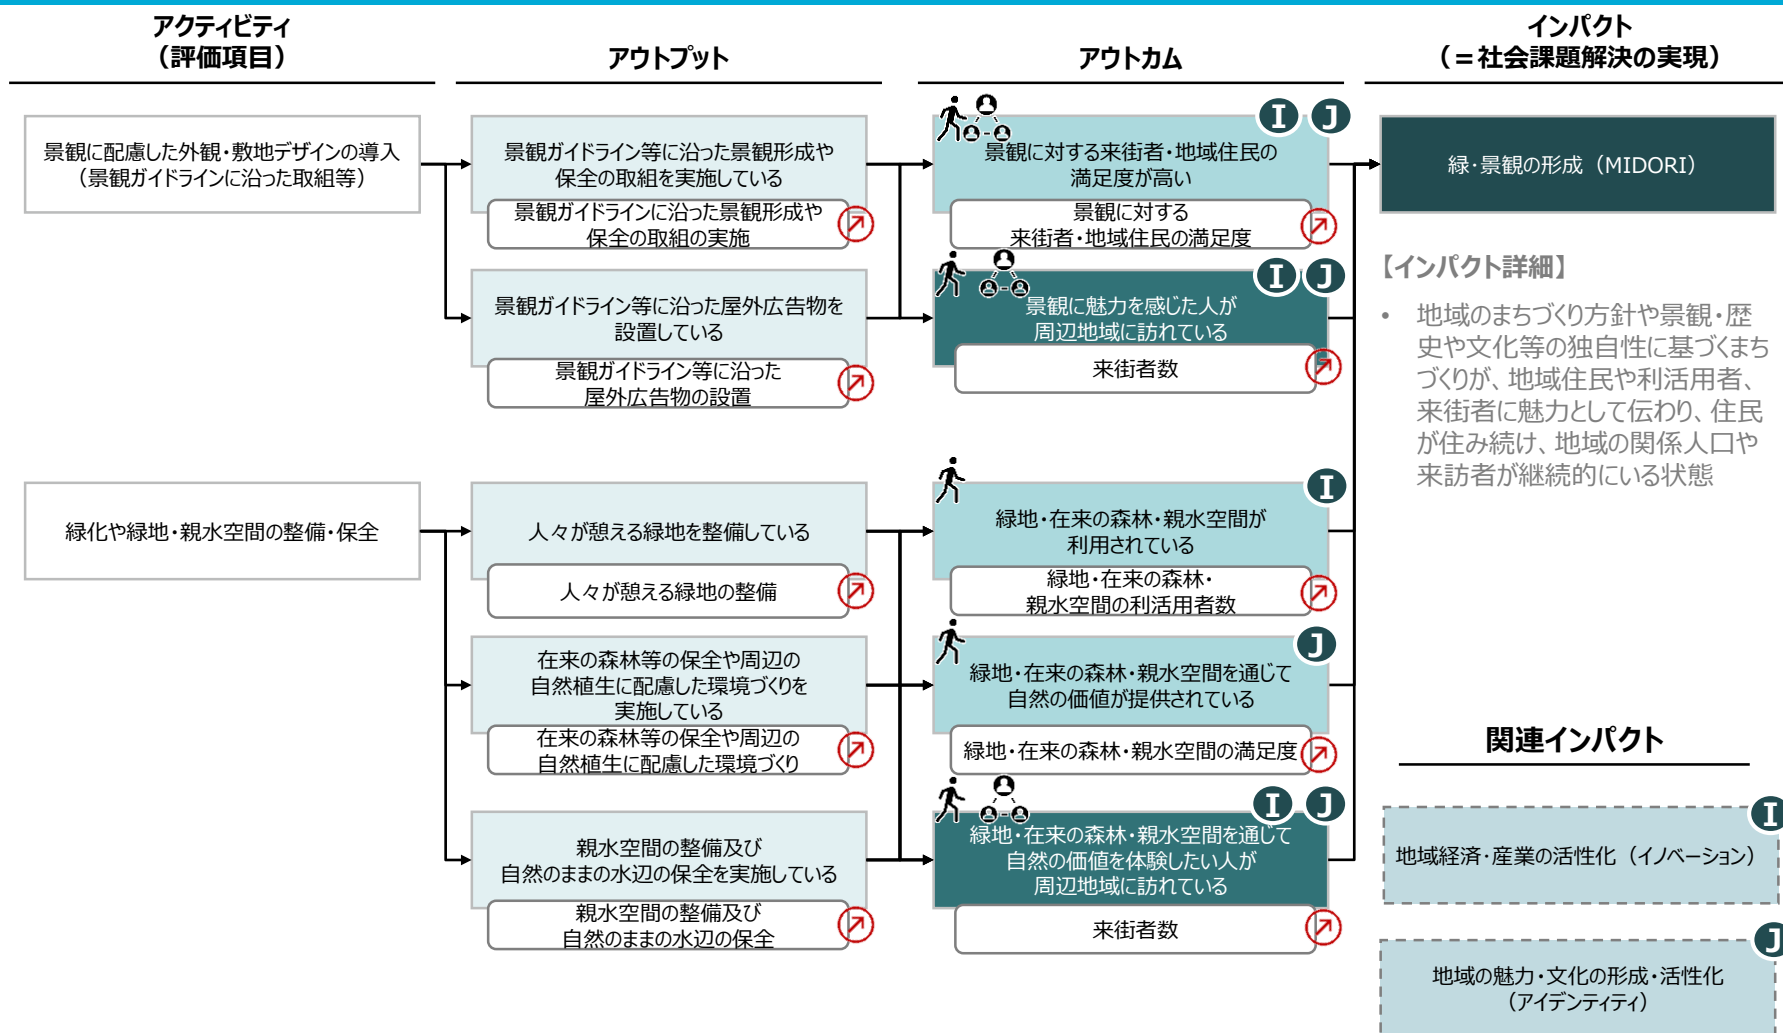 アクティビティ
（評価項目）
アウトプット
アウトカム
インパクト
（＝社会課題解決の実現）
景観に配慮した外観・敷地デザインの導入
（景観ガイドラインに沿った取組等）
景観ガイドライン等に沿った景観形成や
保全の取組を実施している
景観ガイドラインに沿った景観形成や
保全の取組の実施
I J
景観に対する来街者・地域住民の
満足度が高い
景観に対する
来街者・地域住民の満足度
緑・景観の形成（MIDORI）
景観ガイドライン等に沿った屋外広告物を
設置している
景観ガイドライン等に沿った
屋外広告物の設置
I J
景観に魅力を感じた人が
周辺地域に訪れている
来街者数
【インパクト詳細】
• 地域のまちづくり方針や景観・歴
史や文化等の独自性に基づくまち
づくりが、地域住民や利活用者、
来街者に魅力として伝わり、住民
が住み続け、地域の関係人口や
来訪者が継続的にいる状態
緑化や緑地・親水空間の整備・保全
人々が憩える緑地を整備している
人々が憩える緑地の整備
I
緑地・在来の森林・親水空間が
利用されている
緑地・在来の森林・
親水空間の利活用者数
在来の森林等の保全や周辺の
自然植生に配慮した環境づくりを
実施している
在来の森林等の保全や周辺の
自然植生に配慮した環境づくり
J
緑地・在来の森林・親水空間を通じて
自然の価値が提供されている
緑地・在来の森林・親水空間の満足度
親水空間の整備及び
自然のままの水辺の保全を実施している
親水空間の整備及び
自然のままの水辺の保全
I J
緑地・在来の森林・親水空間を通じて
自然の価値を体験したい人が
周辺地域に訪れている
来街者数
関連インパクト
I
地域経済・産業の活性化（イノベーション）
J
地域の魅力・文化の形成・活性化
（アイデンティティ）